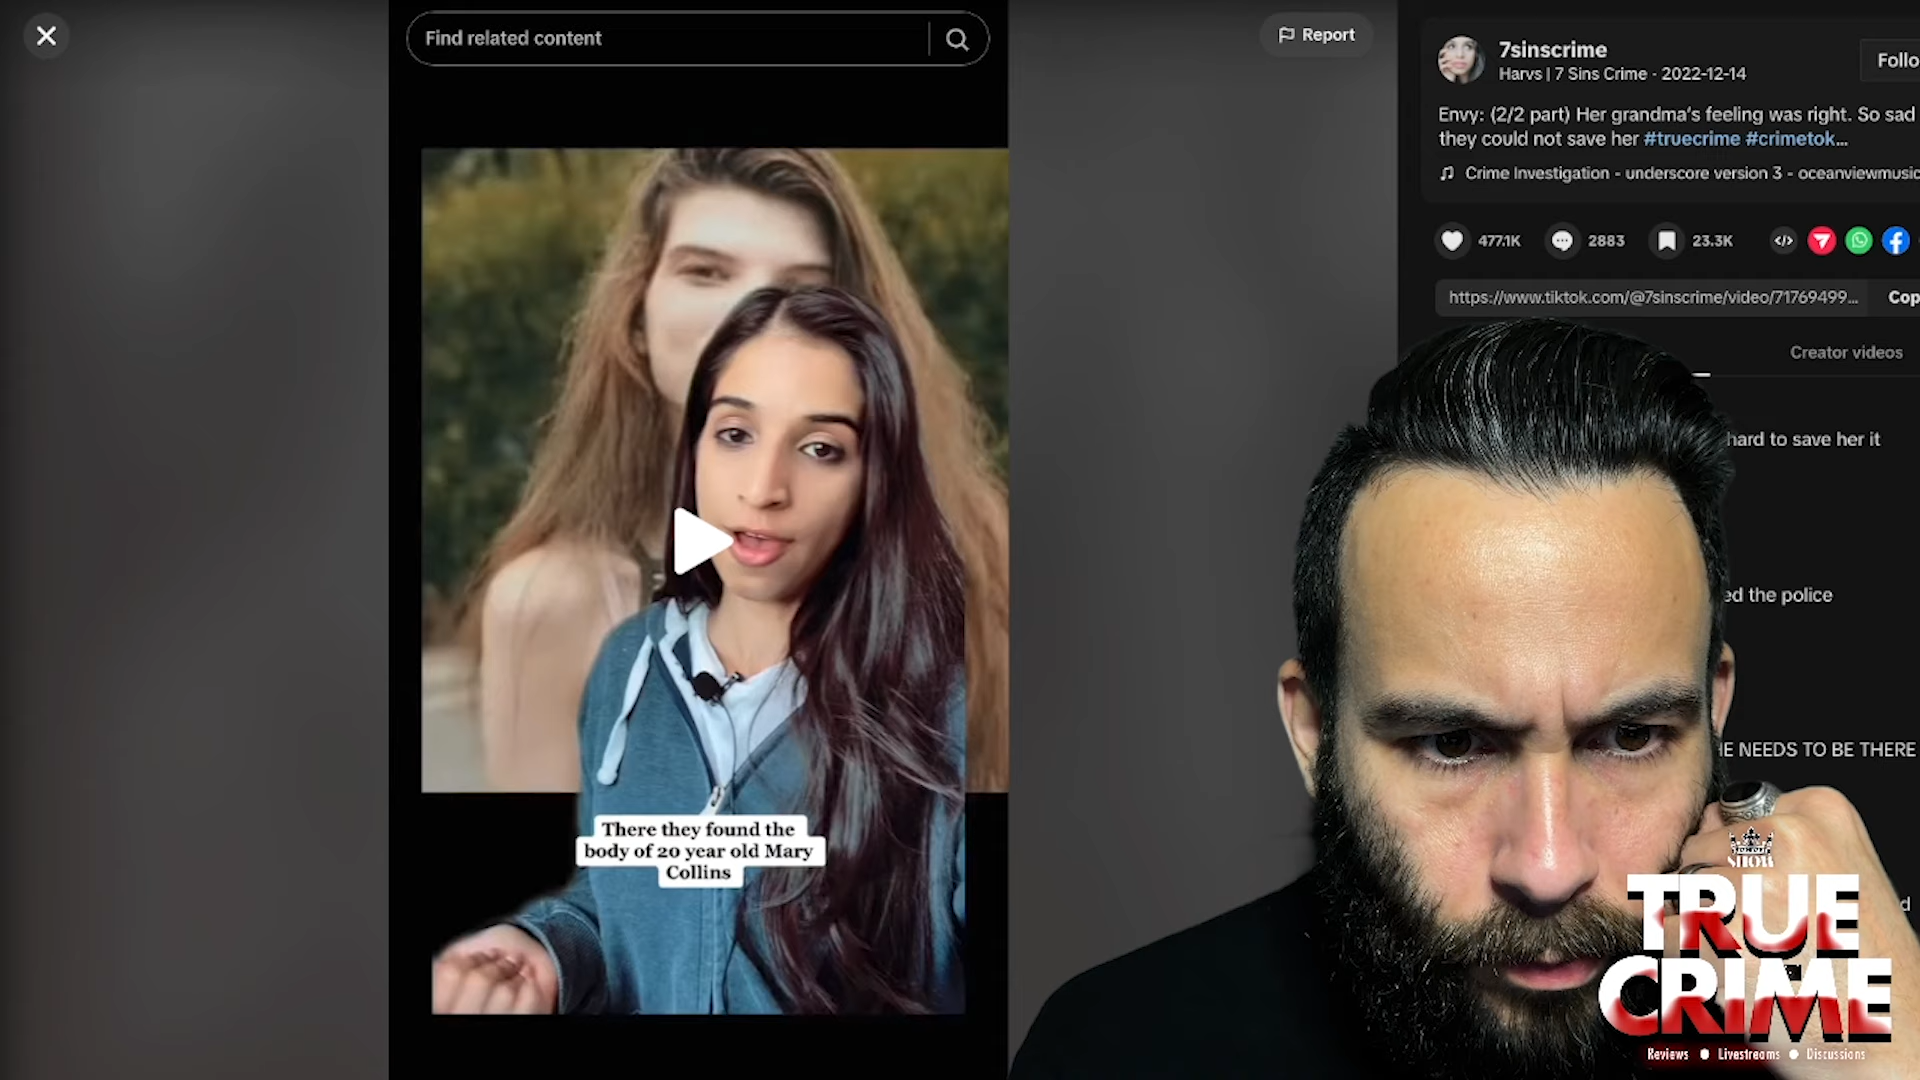 Find related content
Report
7sinscrime
Harvs | 7 Sins Crime · 2022-12-14
Follo
Envy: (2/2 part) Her grandma's feeling was right. So sad
they could not save her #truecrime #crimetok...
Crime Investigation - underscore version 3 - oceanviewmusic
477.1K
2883
23.3K
https://www.tiktok.com/@7sinscrime/video/71769499...
Cop
Creator videos
hard to save her it
ed the police
HE NEEDS TO BE THERE
There they found the
body of 20 year old Mary
Collins
d
SHOW
TRUE
CRIME
Reviews ● Livestreams ● Discussions